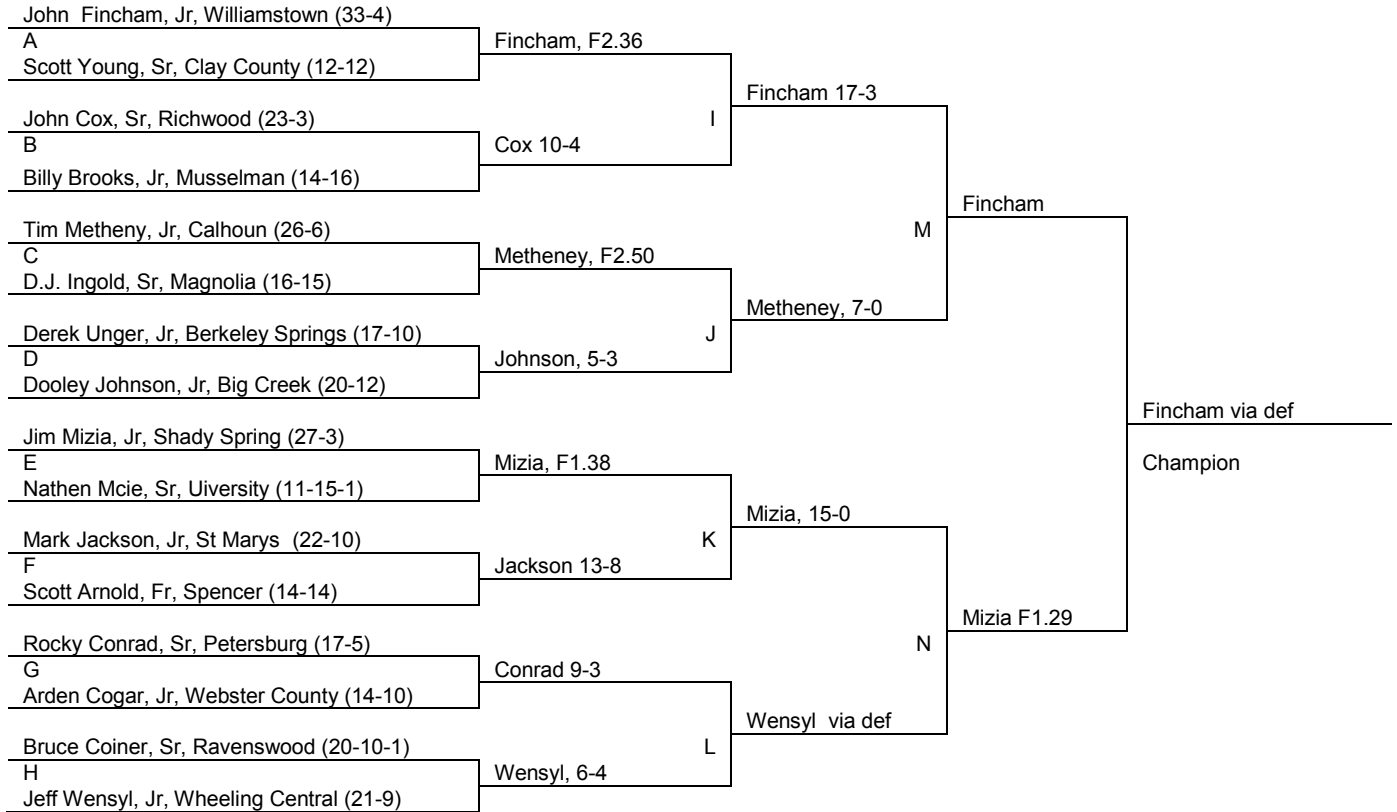 John  Fincham, Jr, Williamstown (33-4)
A
Scott Young, Sr, Clay County (12-12)
Fincham, F2.36
John Cox, Sr, Richwood (23-3)
B
Billy Brooks, Jr, Musselman (14-16)
Cox 10-4
I
Fincham 17-3
Tim Metheny, Jr, Calhoun (26-6)
C
D.J. Ingold, Sr, Magnolia (16-15)
Metheney, F2.50
Derek Unger, Jr, Berkeley Springs (17-10)
D
Dooley Johnson, Jr, Big Creek (20-12)
Johnson, 5-3
J
Metheney, 7-0
M
Fincham
Jim Mizia, Jr, Shady Spring (27-3)
E
Nathen Mcie, Sr, Uiversity (11-15-1)
Mizia, F1.38
Mark Jackson, Jr, St Marys  (22-10)
F
Scott Arnold, Fr, Spencer (14-14)
Jackson 13-8
K
Mizia, 15-0
Rocky Conrad, Sr, Petersburg (17-5)
G
Arden Cogar, Jr, Webster County (14-10)
Conrad 9-3
Bruce Coiner, Sr, Ravenswood (20-10-1)
H
Jeff Wensyl, Jr, Wheeling Central (21-9)
Wensyl, 6-4
L
Wensyl  via def
N
Mizia F1.29
Fincham via def
Champion